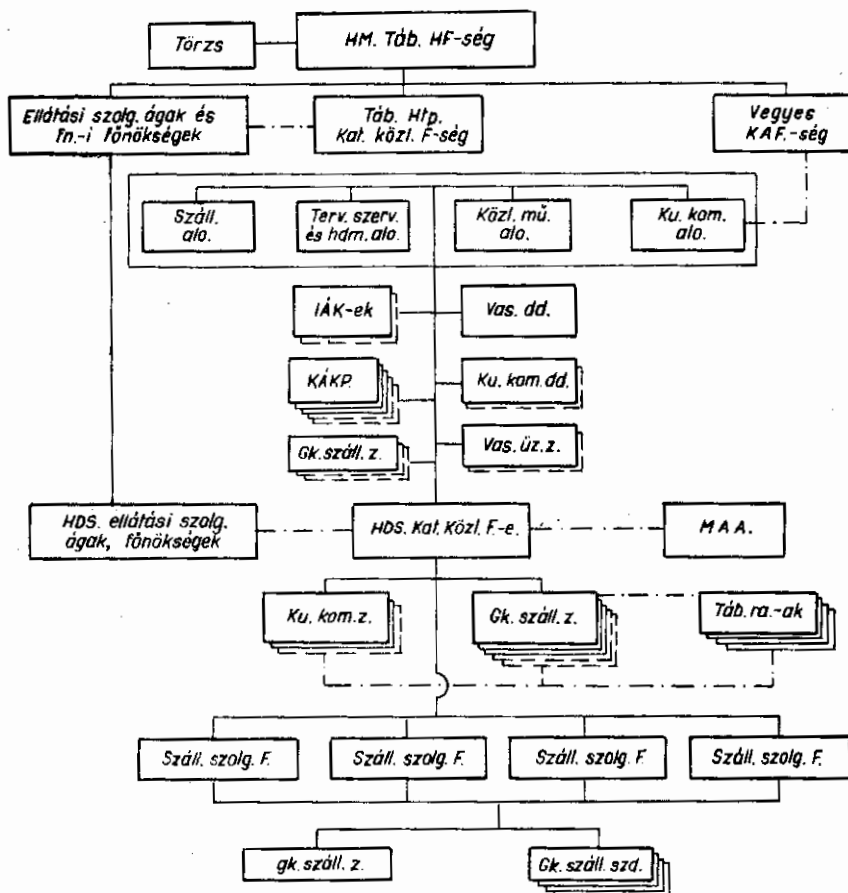 Törzs
HM. Táb. HF-ség
Ellátási szolg. ágak és
fn.-i főnökségek
Táb. Htp.
Kat. közl. F-ség
Vegyes
KAF.-ség
Száll.
alo.
Terv. szerv.
és hdm. alo.
Közl. mű.
alo.
Ku. kom.
alo.
IÁK-ek
Vas. dd.
KÁKP.
Ku. kom. dd.
Gk. száll. z.
Vas. üz. z.
HDS. ellátási szolg.
ágak, főnökségek
HDS. Kat. Közl. F.-e.
M A A.
Ku. kom. z.
Gk. száll. z.
Táb. ra.-ak
Száll. szolg. F.
Száll. szolg. F.
Száll. szolg. F.
Száll. szolg. F.
gk. száll. z.
Gk. száll. szd.